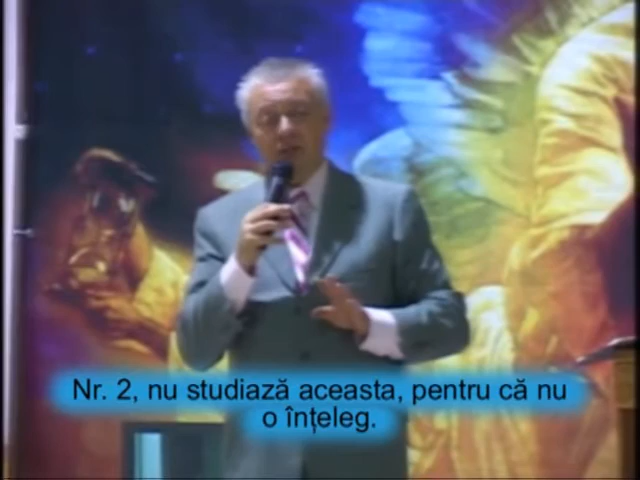 Nr. 2, nu studiază aceasta, pentru că nu
o înțeleg.